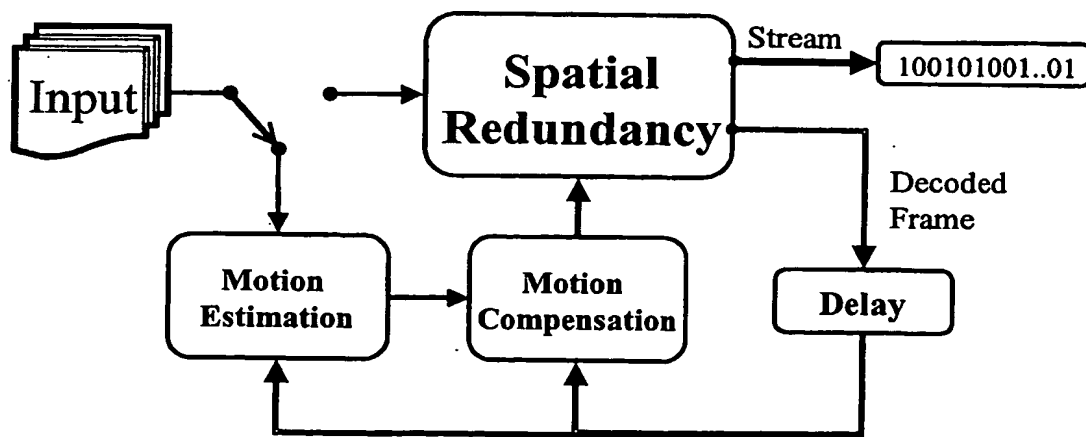 Input
Spatial
Redundancy
Stream
100101001..01
Decoded
Frame
Motion
Estimation
Motion
Compensation
Delay